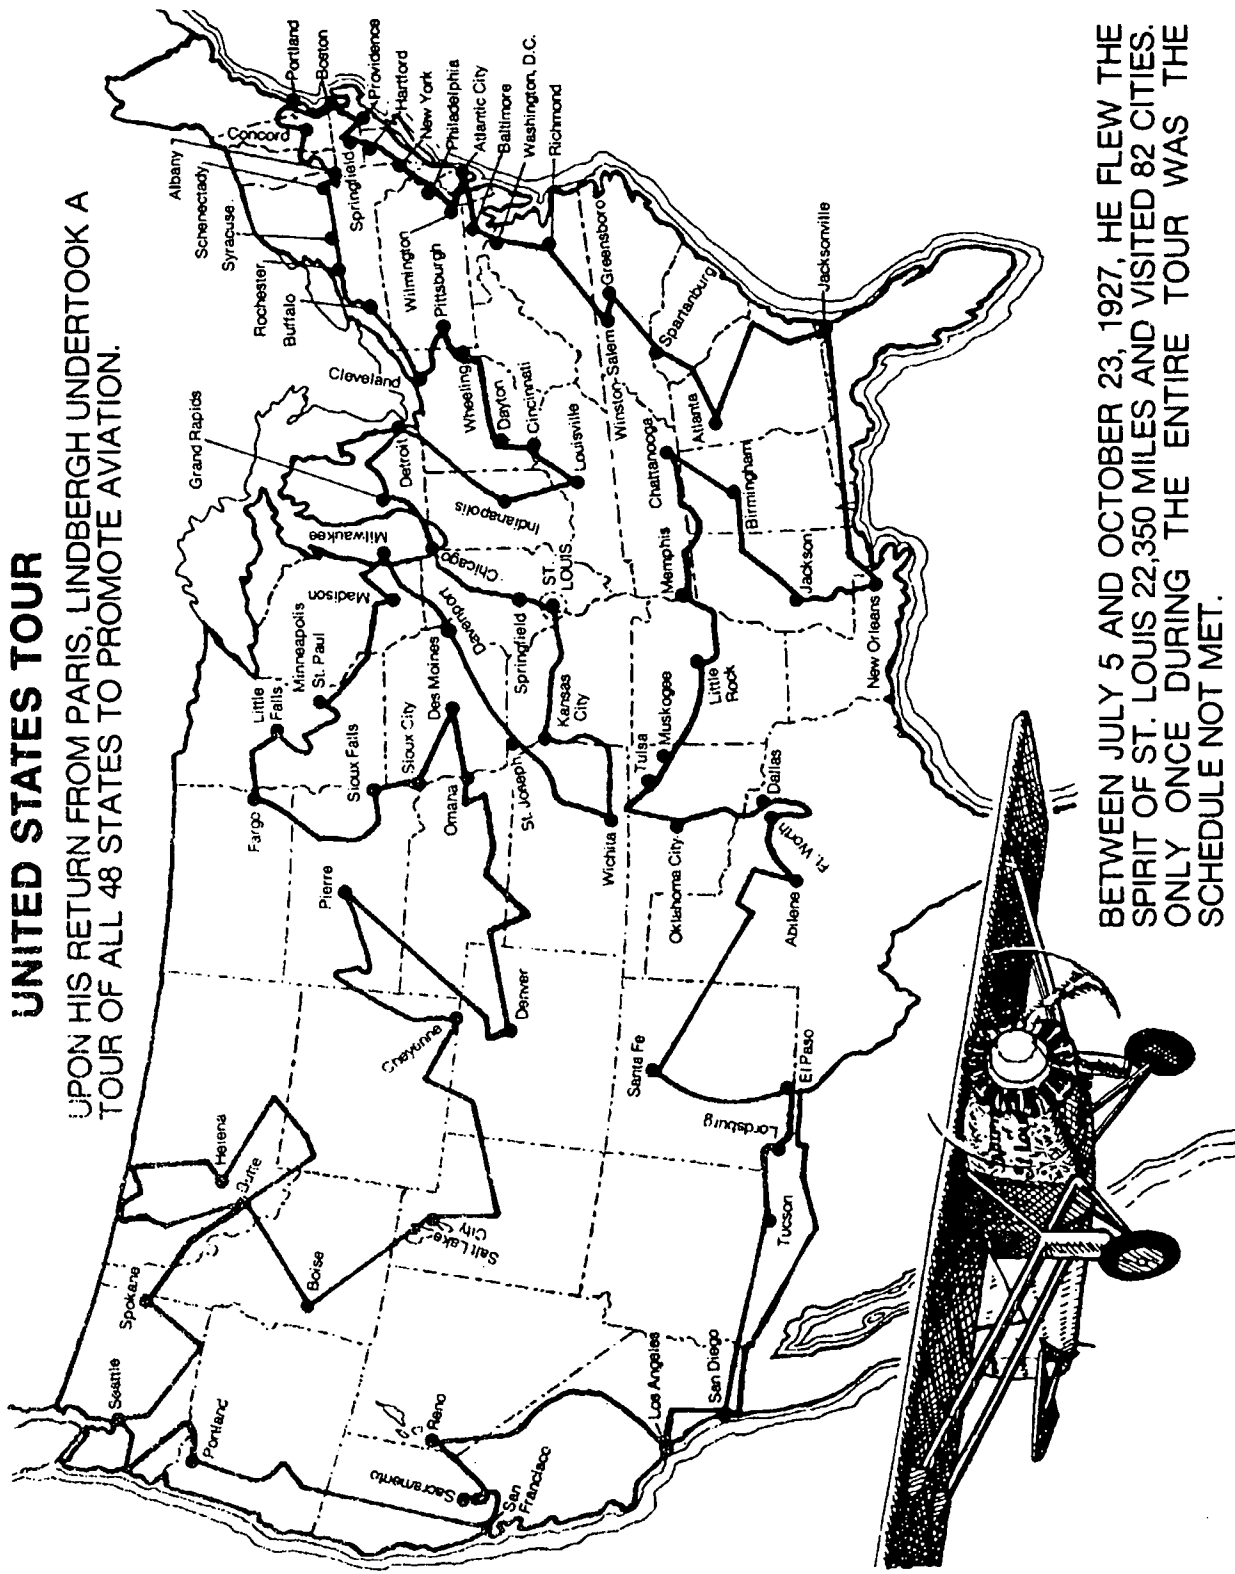 UNITED STATES TOUR
UPON HIS RETURN FROM PARIS, LINDBERGH UNDERTOOK A
TOUR OF ALL 48 STATES TO PROMOTE AVIATION.
Seattle
Spokane
Portland
Helena
Butte
Boise
Salt Lake
City
Reno
Sacramento
San
Francisco
Los Angeles
San Diego
Tucson
Lordsburg
El Paso
Santa Fe
Cheyenne
Denver
Pierre
Fargo
Little
Falls
Minneapolis
St. Paul
Sioux Falls
Sioux City
Des Moines
Omaha
St. Joseph
Wichita
Kansas
City
Oklahoma City
Tulsa
Muskogee
Abilene
Ft. Worth
Dallas
Little
Rock
Madison
Milwaukee
Davenport
Chicago
Springfield
ST.
LOUIS
Memphis
Jackson
New Orleans
Grand Rapids
Detroit
Indianapolis
Louisville
Chattanooga
Birmingham
Cleveland
Wheeling
Dayton
Cincinnati
Pittsburgh
Winston-Salem
Greensboro
Spartanburg
Atlanta
Jacksonville
Buffalo
Rochester
Syracuse
Schenectady
Albany
Concord
Springfield
Wilmington
Portland
Boston
Providence
Hartford
New York
Philadelphia
Atlantic City
Baltimore
Washington, D.C.
Richmond
BETWEEN JULY 5 AND OCTOBER 23, 1927, HE FLEW THE
SPIRIT OF ST. LOUIS 22,350 MILES AND VISITED 82 CITIES.
ONLY ONCE DURING THE ENTIRE TOUR WAS THE
SCHEDULE NOT MET.